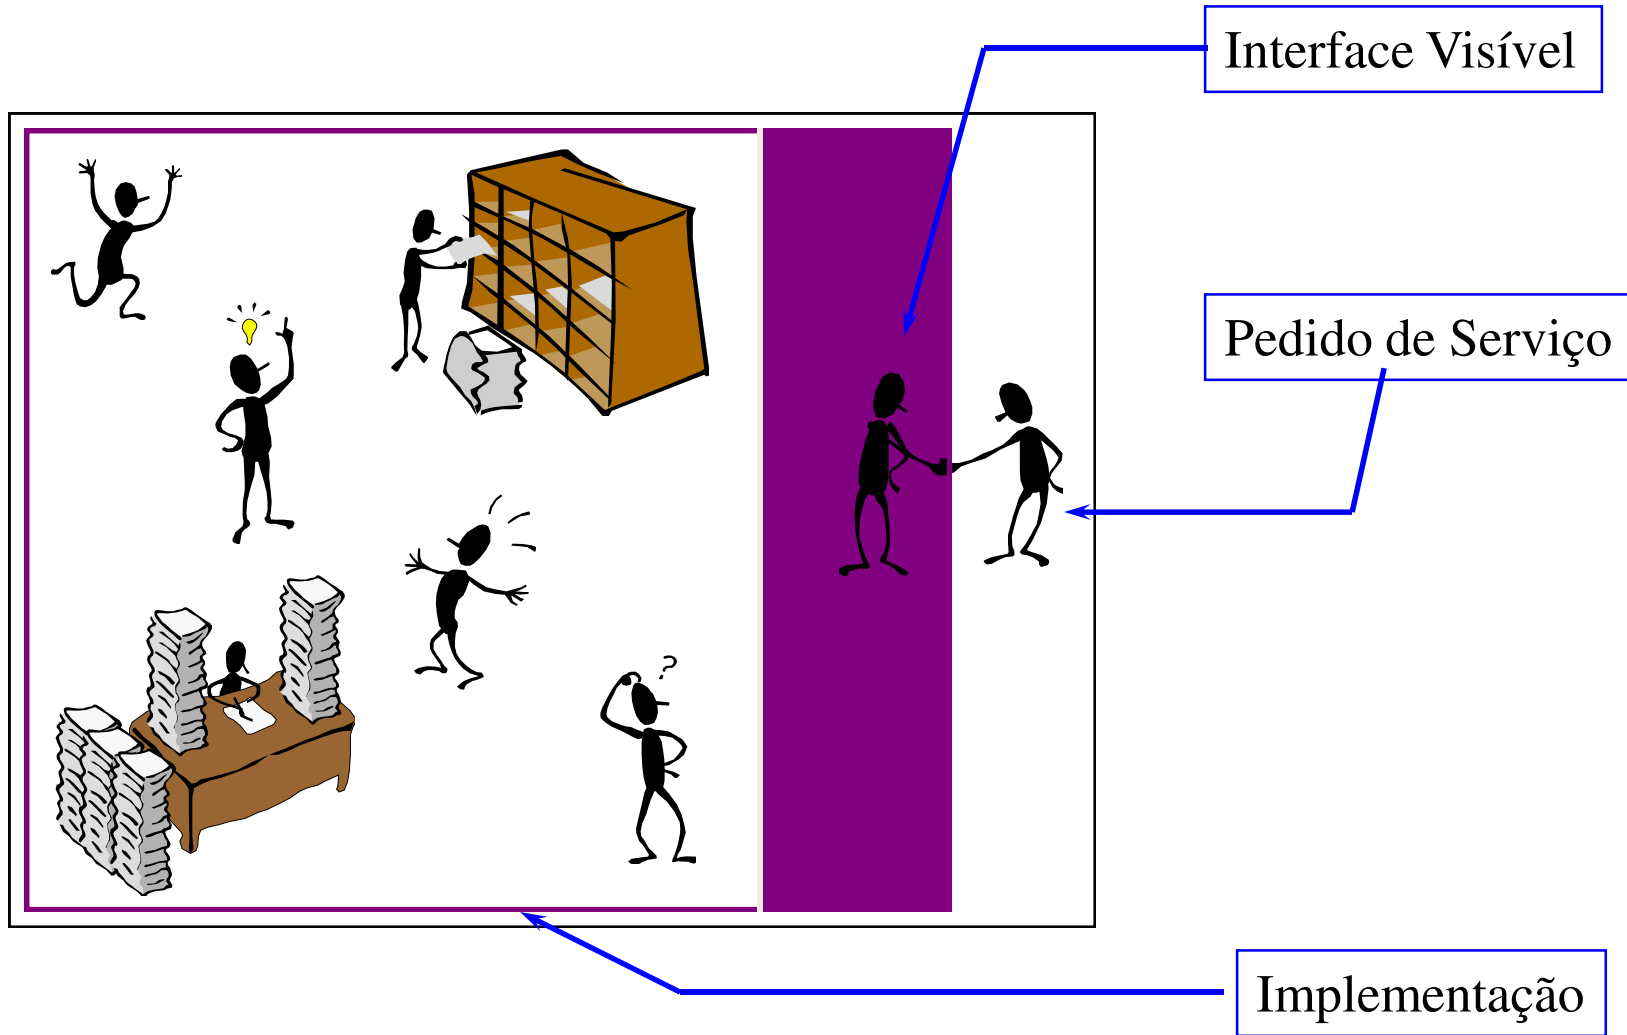 Interface Visível
Pedido de Serviço
?
Implementação